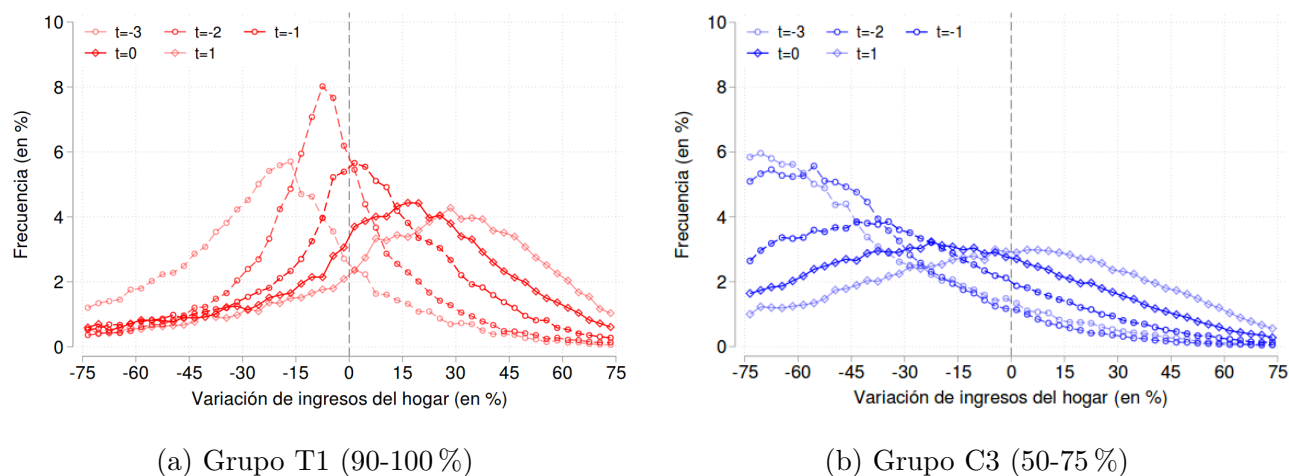 10
8
6
4
2
0
Frecuencia (en %)
t=-3 t=-2 t=-1
t=0 t=1
-75 -60 -45 -30 -15 0 15 30 45 60 75
Variación de ingresos del hogar (en %)
(a) Grupo T1 (90-100 %)
10
8
6
4
2
0
Frecuencia (en %)
t=-3 t=-2 t=-1
t=0 t=1
-75 -60 -45 -30 -15 0 15 30 45 60 75
Variación de ingresos del hogar (en %)
(b) Grupo C3 (50-75 %)